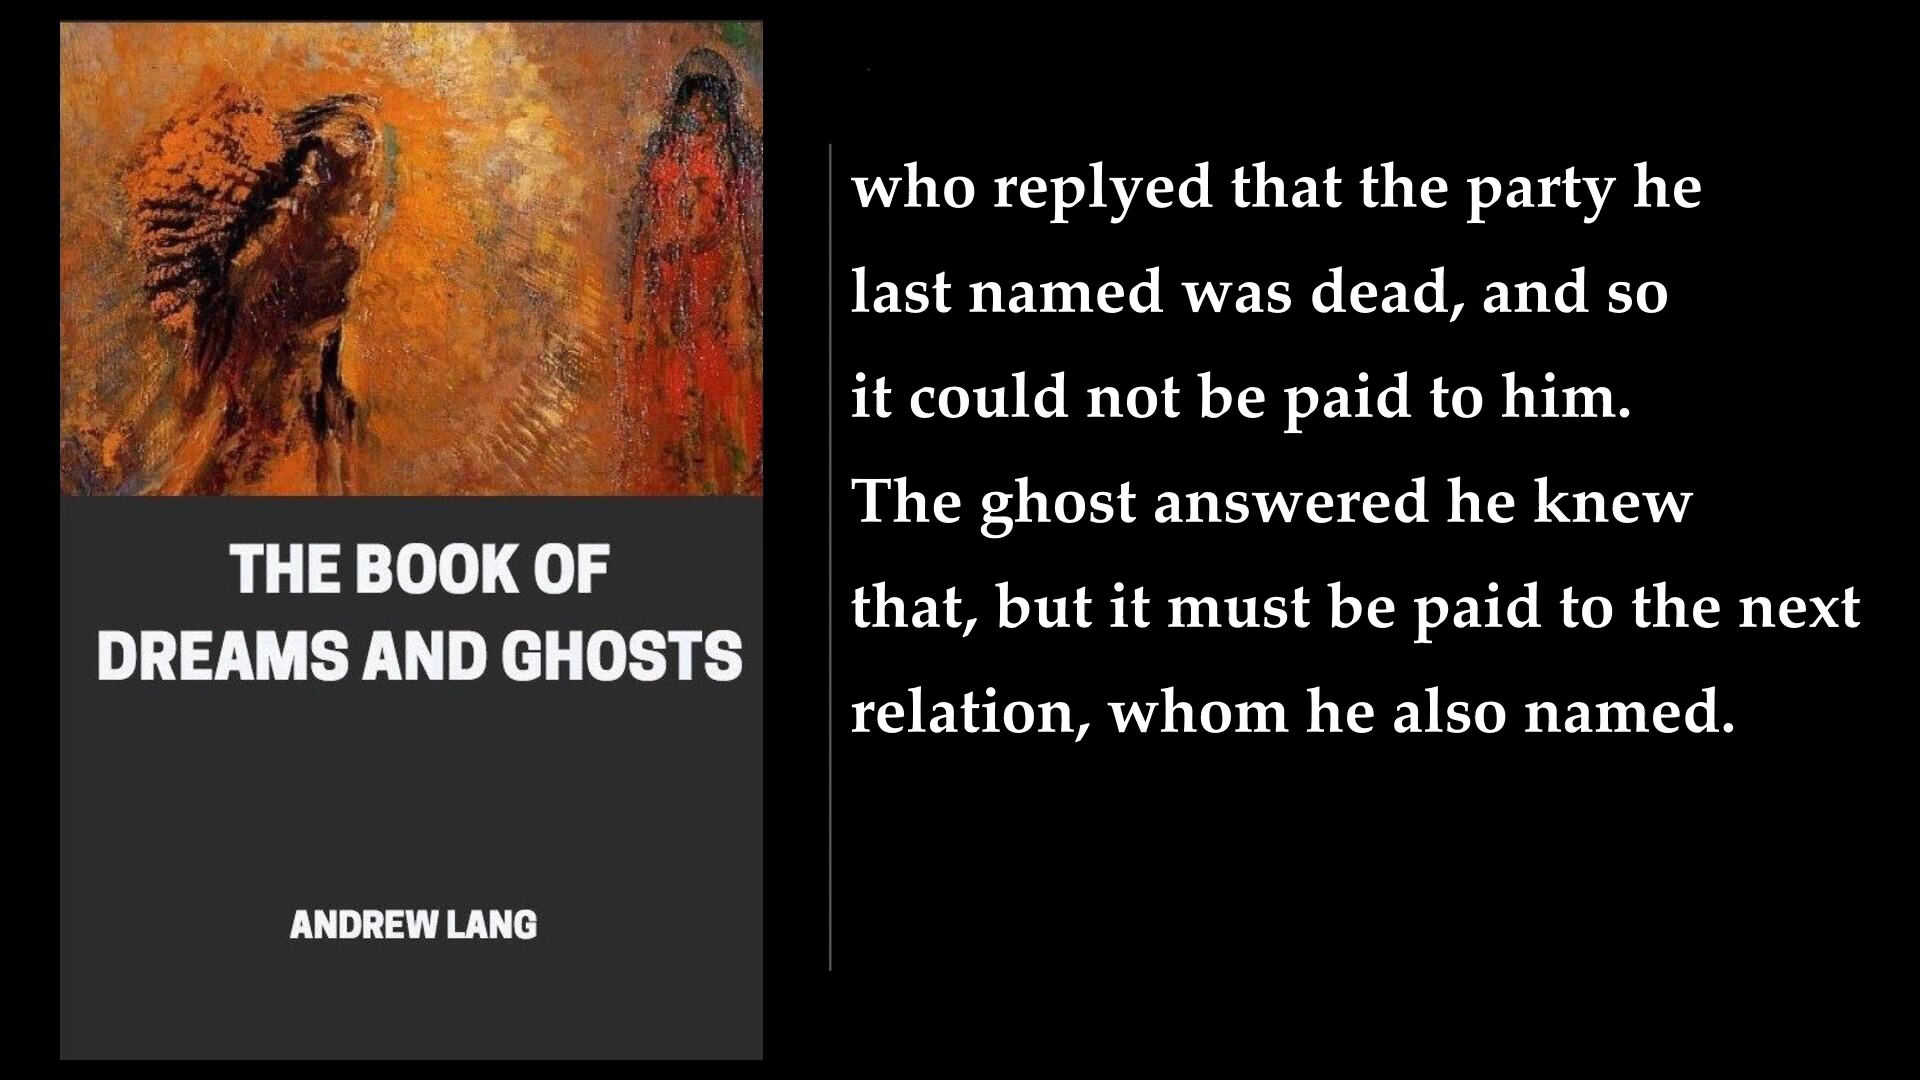 THE BOOK OF
DREAMS AND GHOSTS
ANDREW LANG
who replyed that the party he
last named was dead, and so
it could not be paid to him.
The ghost answered he knew
that, but it must be paid to the next
relation, whom he also named.